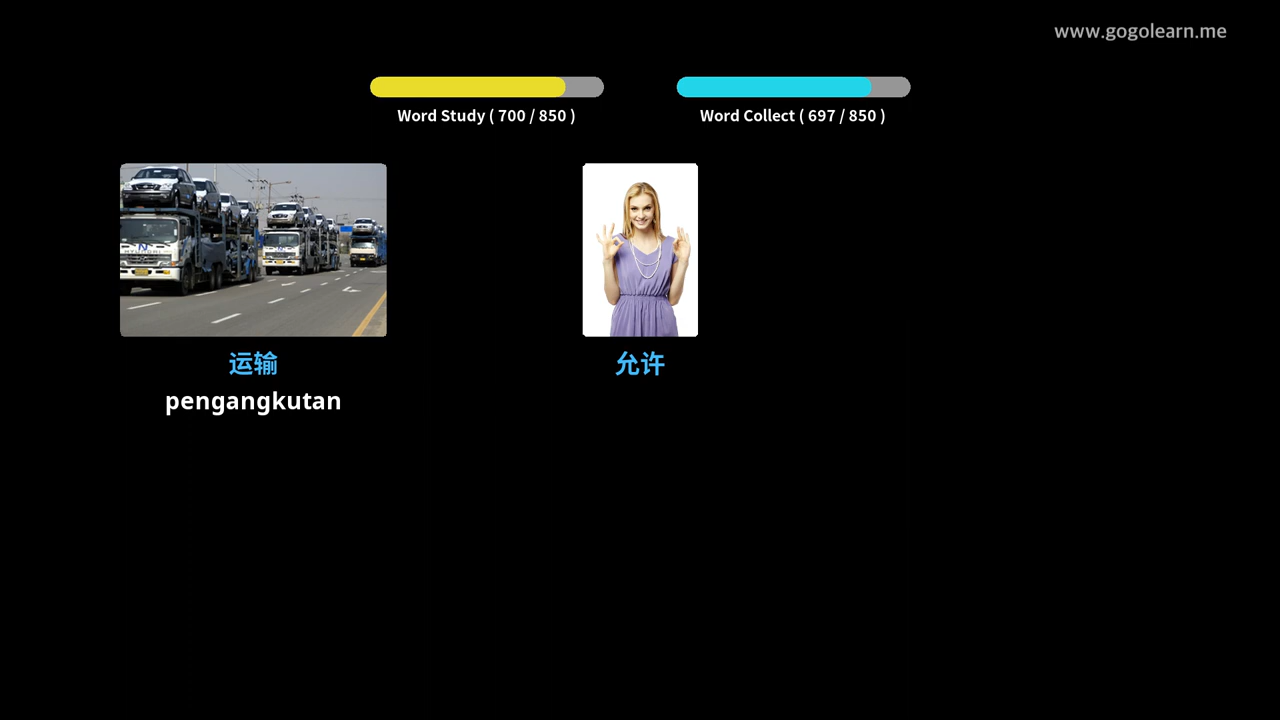 www.gogolearn.me
Word Study ( 700 / 850 )
Word Collect ( 697 / 850 )
运输
允许
pengangkutan